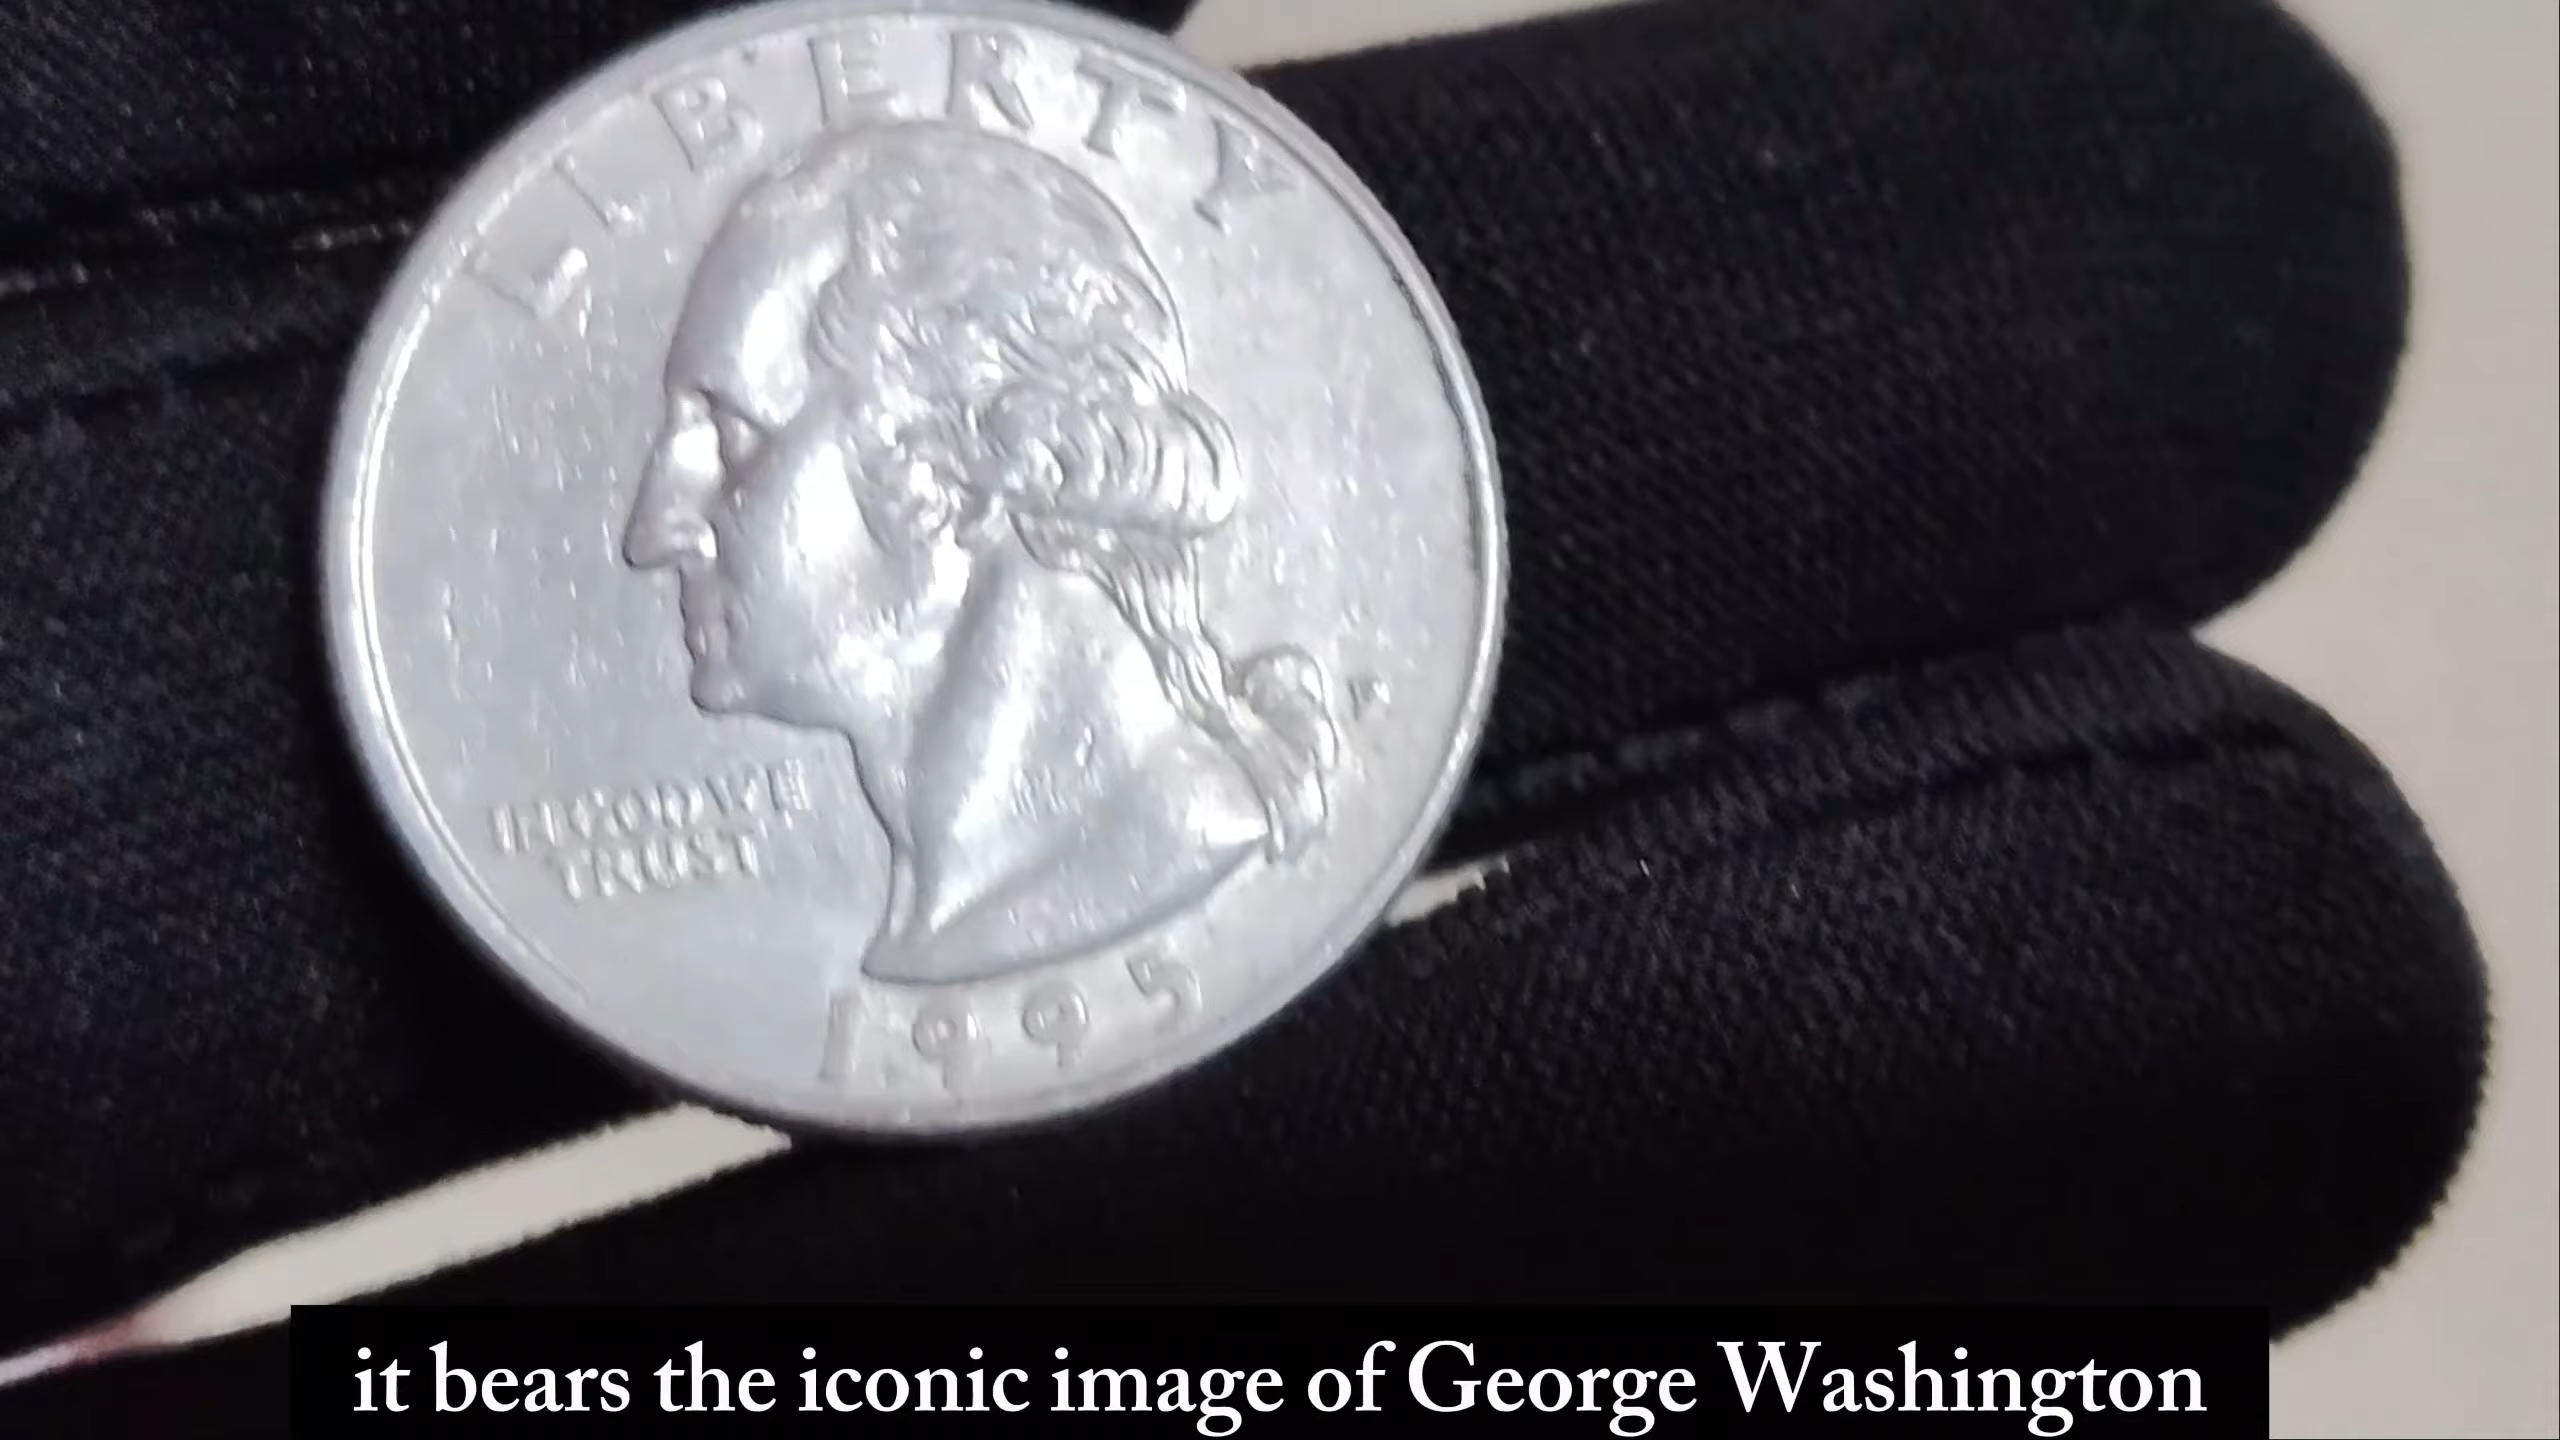 LIBERTY
IN GOD WE
TRUST
1995
it bears the iconic image of George Washington